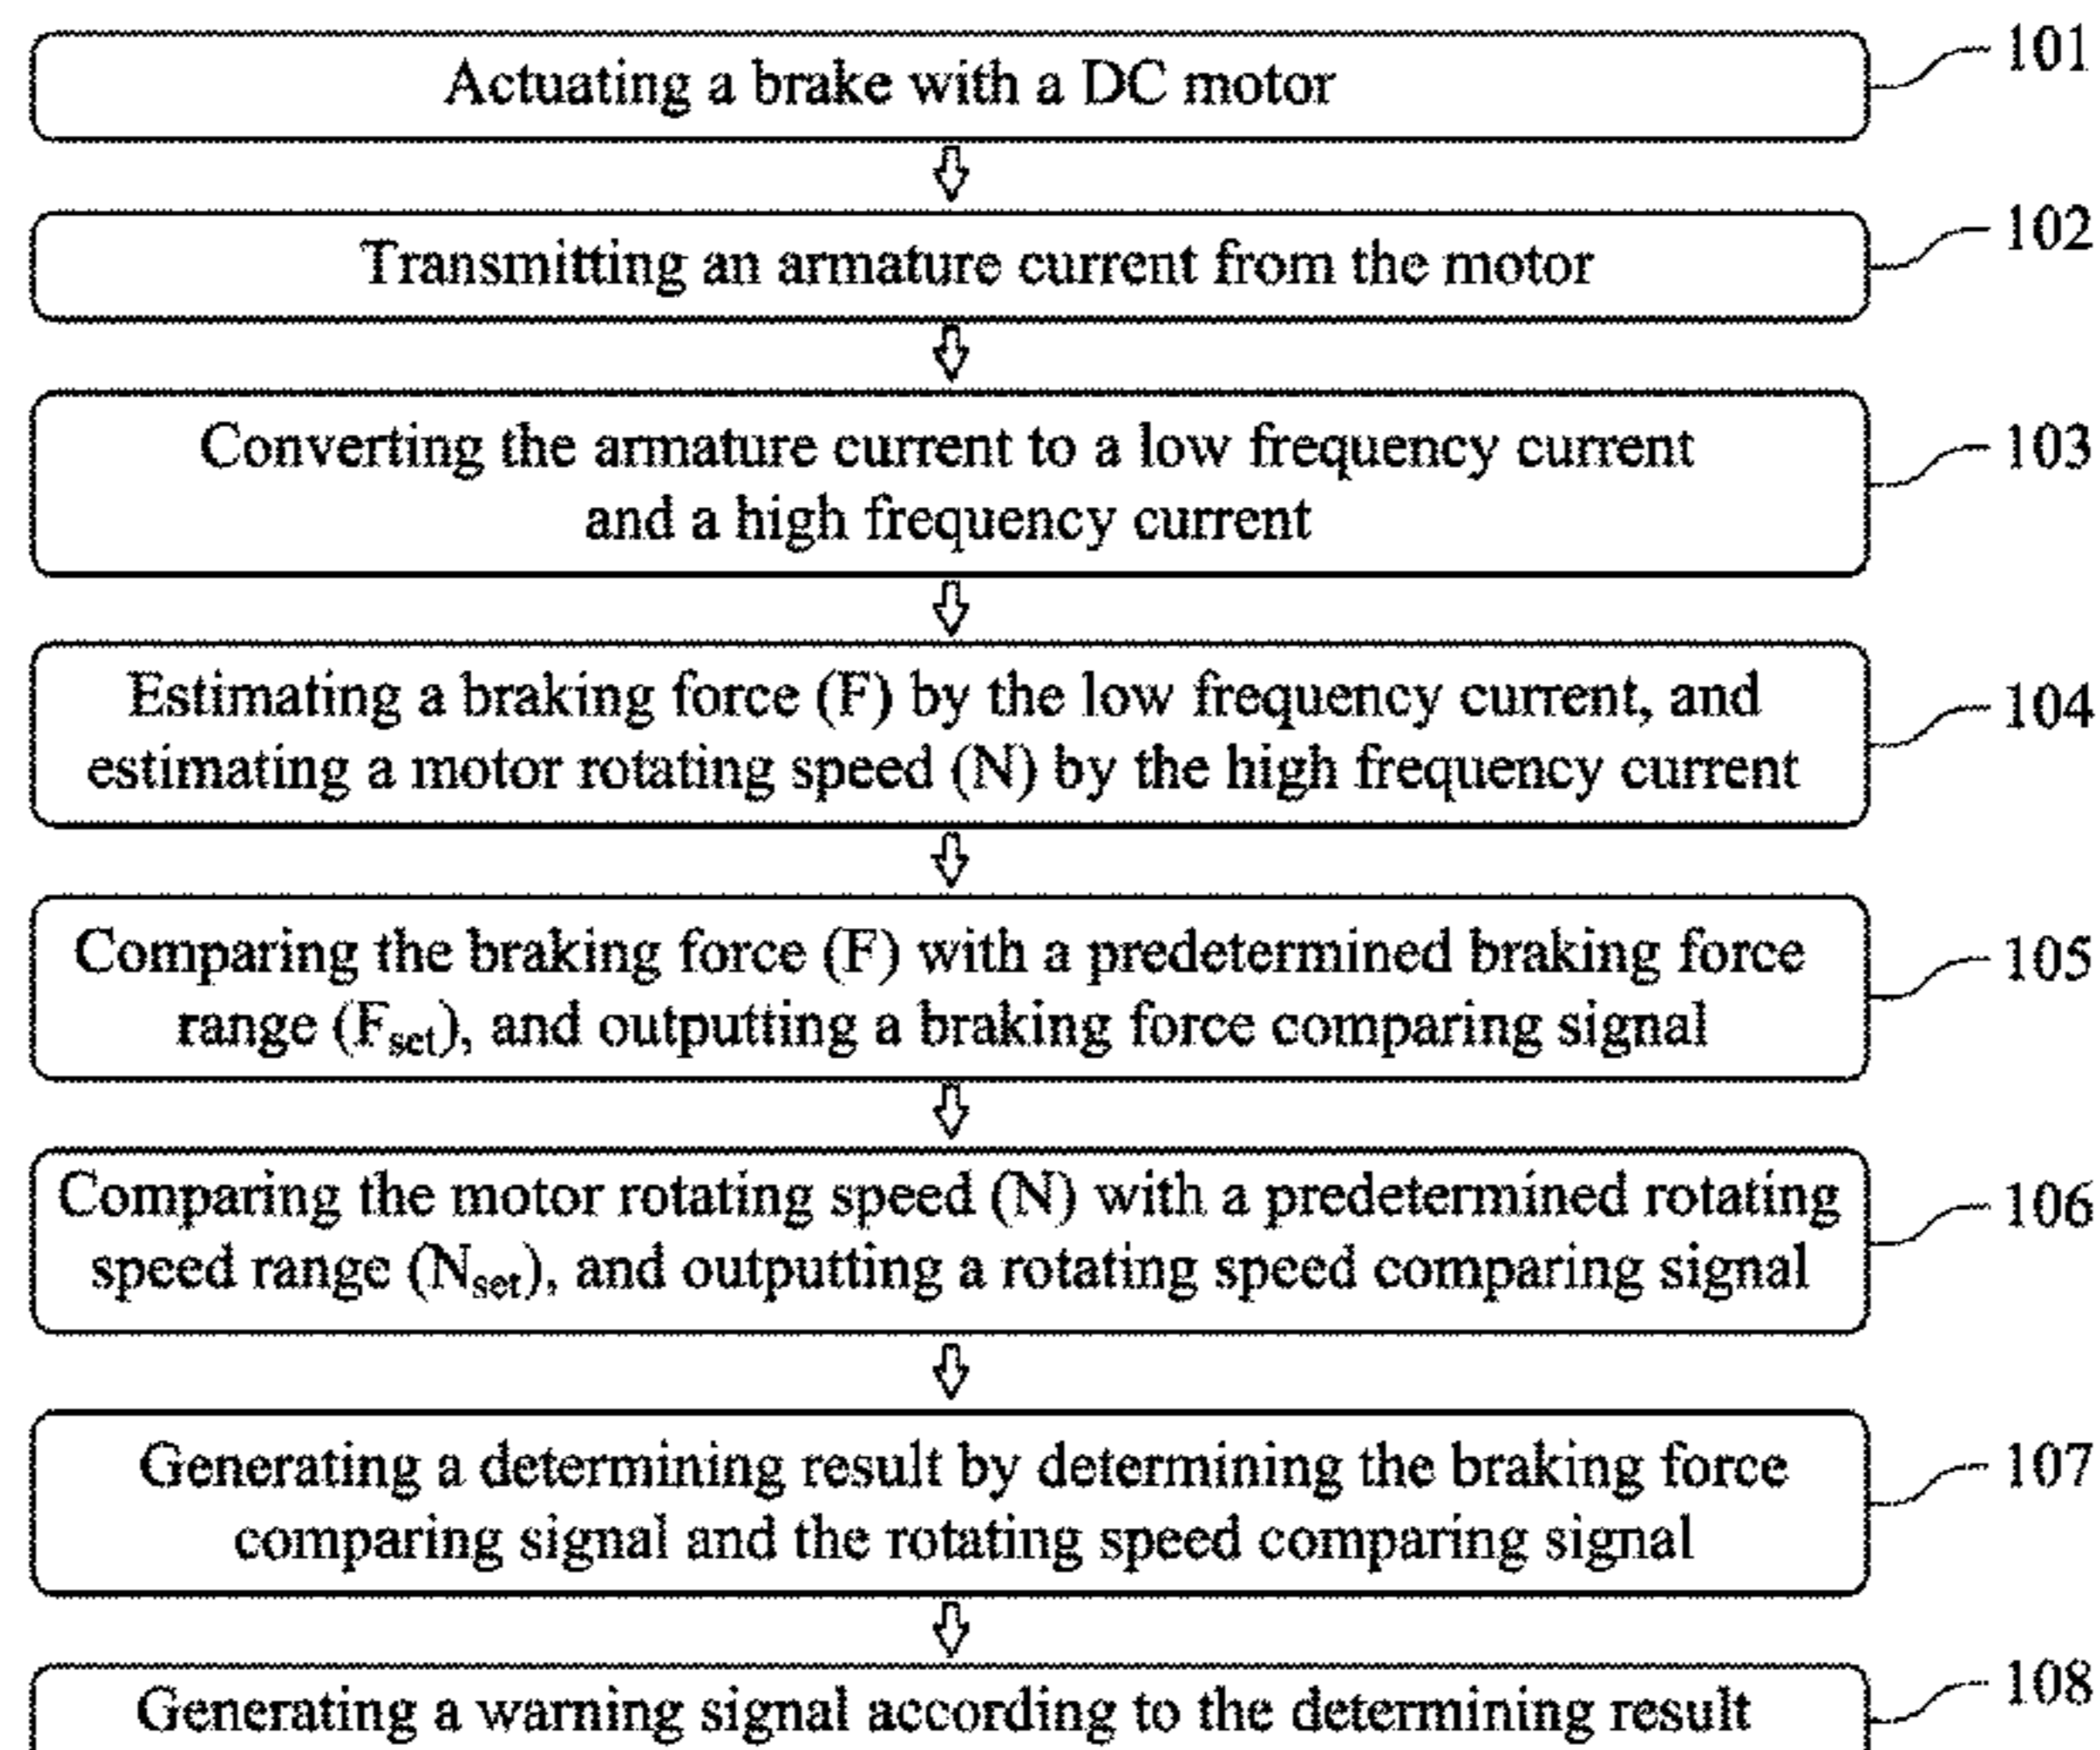 Actuating a brake with a DC motor
101
Transmitting an armature current from the motor
102
Converting the armature current to a low frequency current
and a high frequency current
103
Estimating a braking force (F) by the low frequency current, and
estimating a motor rotating speed (N) by the high frequency current
104
Comparing the braking force (F) with a predetermined braking force
range (Fset), and outputting a braking force comparing signal
105
Comparing the motor rotating speed (N) with a predetermined rotating
speed range (Nset), and outputting a rotating speed comparing signal
106
Generating a determining result by determining the braking force
comparing signal and the rotating speed comparing signal
107
Generating a warning signal according to the determining result
108